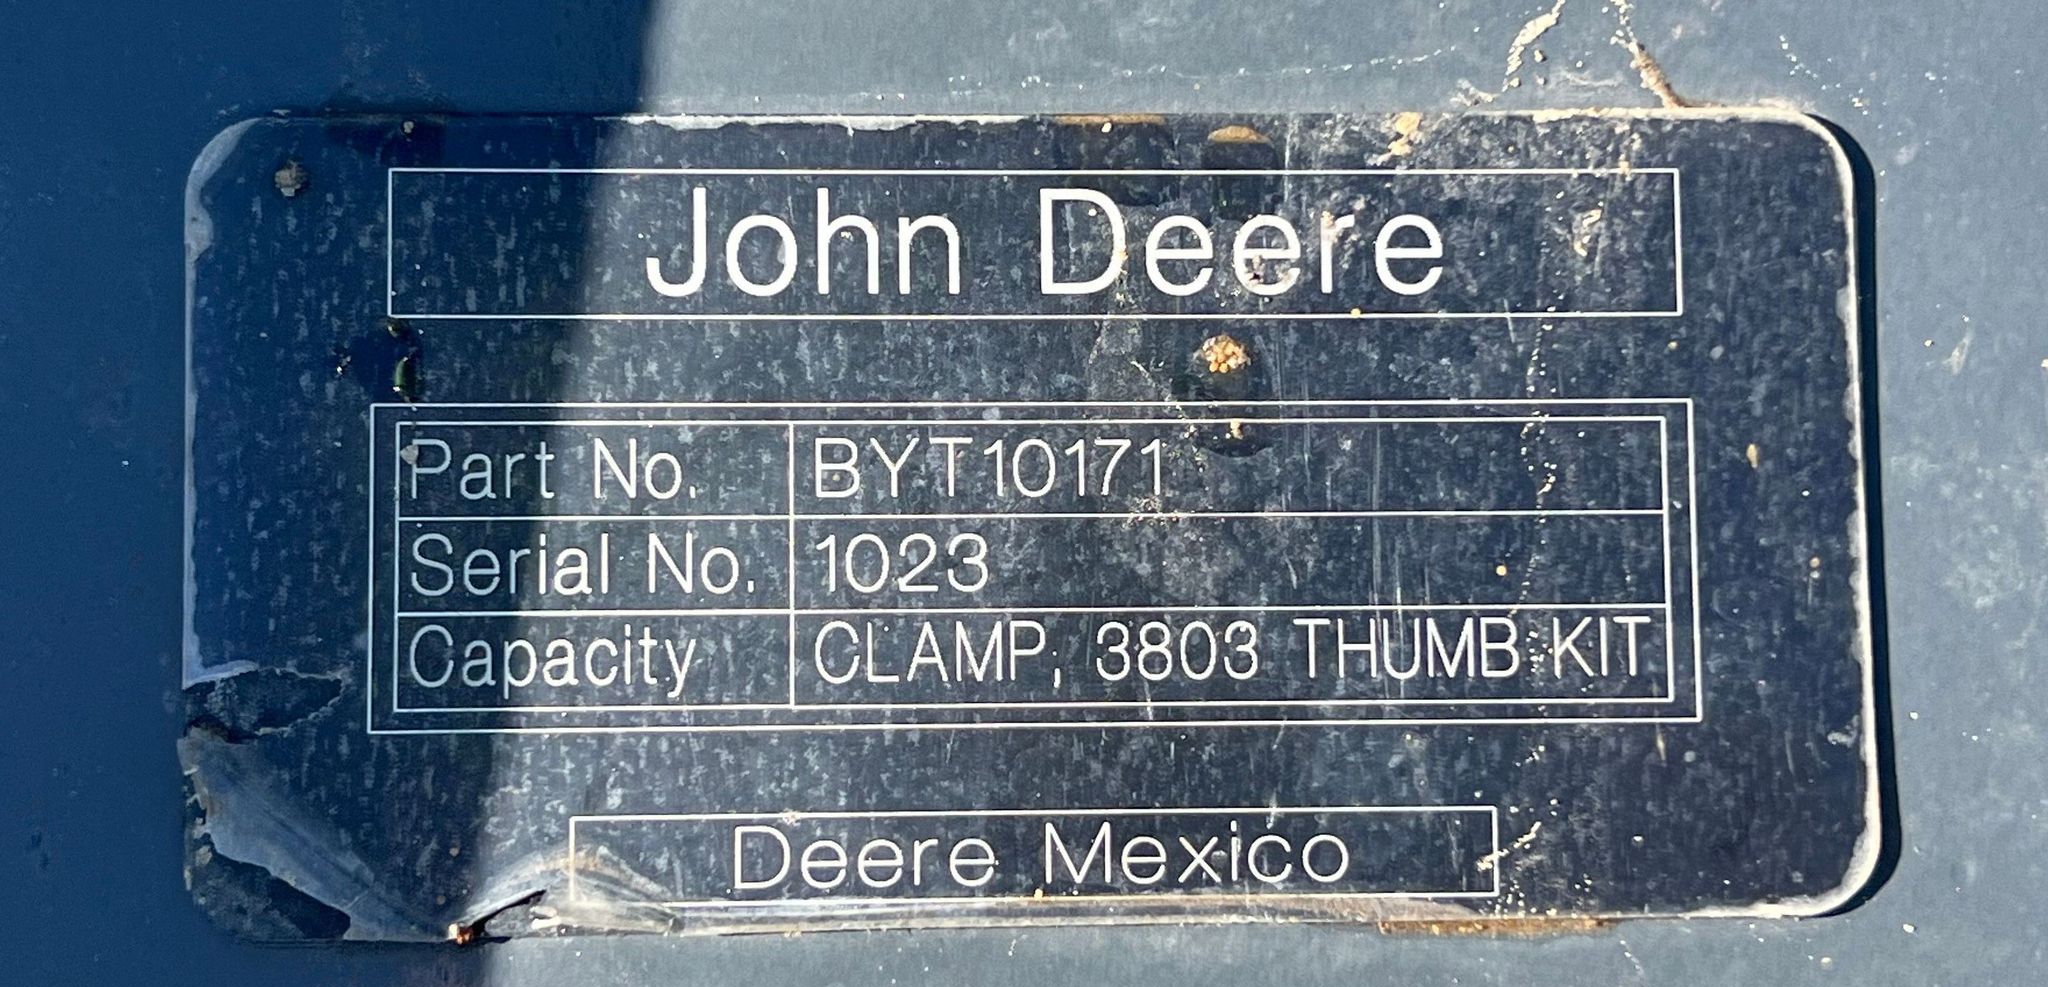 John Deere
Part No. BYT10171
Serial No. 1023
Capacity CLAMP, 3803 THUMB KIT
Deere Mexico